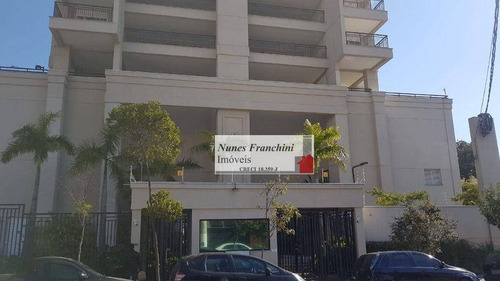 Nunes Franchini
Imóveis
CRECI 18.359-J